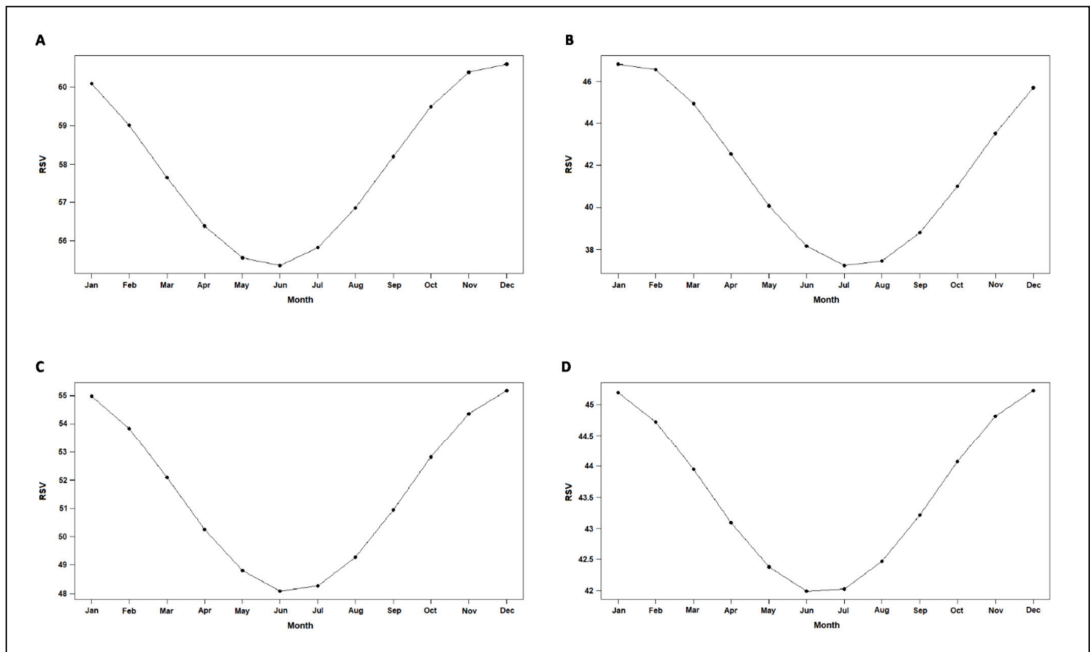 A
60
59
58
57
56
RSV
Jan Feb Mar Apr May Jun Jul Aug Sep Oct Nov Dec
Month
B
46
44
42
40
38
RSV
Jan Feb Mar Apr May Jun Jul Aug Sep Oct Nov Dec
Month
C
55
54
53
52
51
50
49
48
RSV
Jan Feb Mar Apr May Jun Jul Aug Sep Oct Nov Dec
Month
D
45
44.5
44
43.5
43
42.5
42
RSV
Jan Feb Mar Apr May Jun Jul Aug Sep Oct Nov Dec
Month